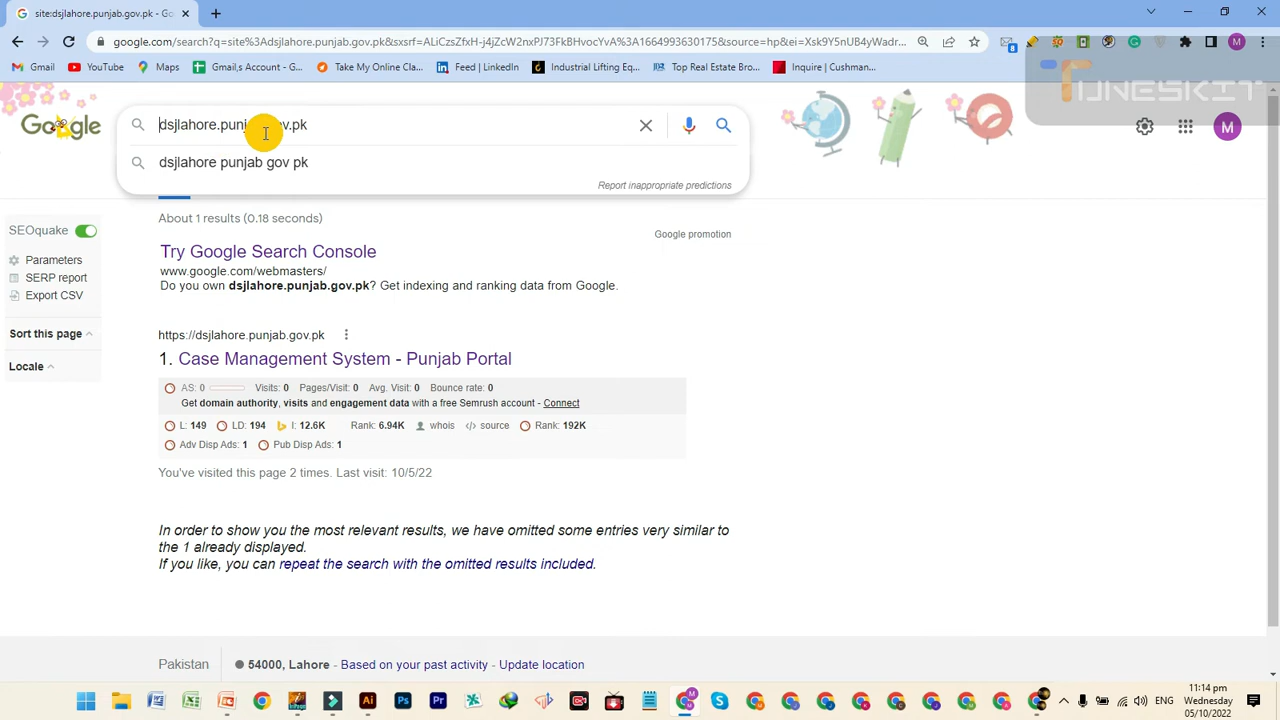 site:dsjlahore.punjab.gov.pk - G
google.com/search?q=site%3Adsjlahore.punjab.gov.pk&sxsrf=ALiCzsZfxH-j4jZcW2nxPJ73FkBHvocYvA%3A1664993630175&source=hp&ei=Xsk9Y5nUB4yWadr...
8
M
Gmail
YouTube
Maps
Gmail,s Account - G...
Take My Online Cla...
Feed | LinkedIn
Industrial Lifting Eq...
Top Real Estate Bro...
Inquire | Cushman...
TUNESKIT
Google
dsjlahore.punjab.gov.pk
M
dsjlahore punjab gov pk
Report inappropriate predictions
About 1 results (0.18 seconds)
SEOquake
Parameters
SERP report
Export CSV
Sort this page
Locale
Google promotion
Try Google Search Console
www.google.com/webmasters/
Do you own dsjlahore.punjab.gov.pk? Get indexing and ranking data from Google.
https://dsjlahore.punjab.gov.pk
1. Case Management System - Punjab Portal
AS: 0 Visits: 0 Pages/Visit: 0 Avg. Visit: 0 Bounce rate: 0
Get domain authority, visits and engagement data with a free Semrush account - Connect
L: 149 LD: 194 I: 12.6K Rank: 6.94K whois </> source Rank: 192K
Adv Disp Ads: 1 Pub Disp Ads: 1
You've visited this page 2 times. Last visit: 10/5/22
In order to show you the most relevant results, we have omitted some entries very similar to
the 1 already displayed.
If you like, you can repeat the search with the omitted results included.
Pakistan
54000, Lahore - Based on your past activity - Update location
ENG
11:14 pm
Wednesday
05/10/2022